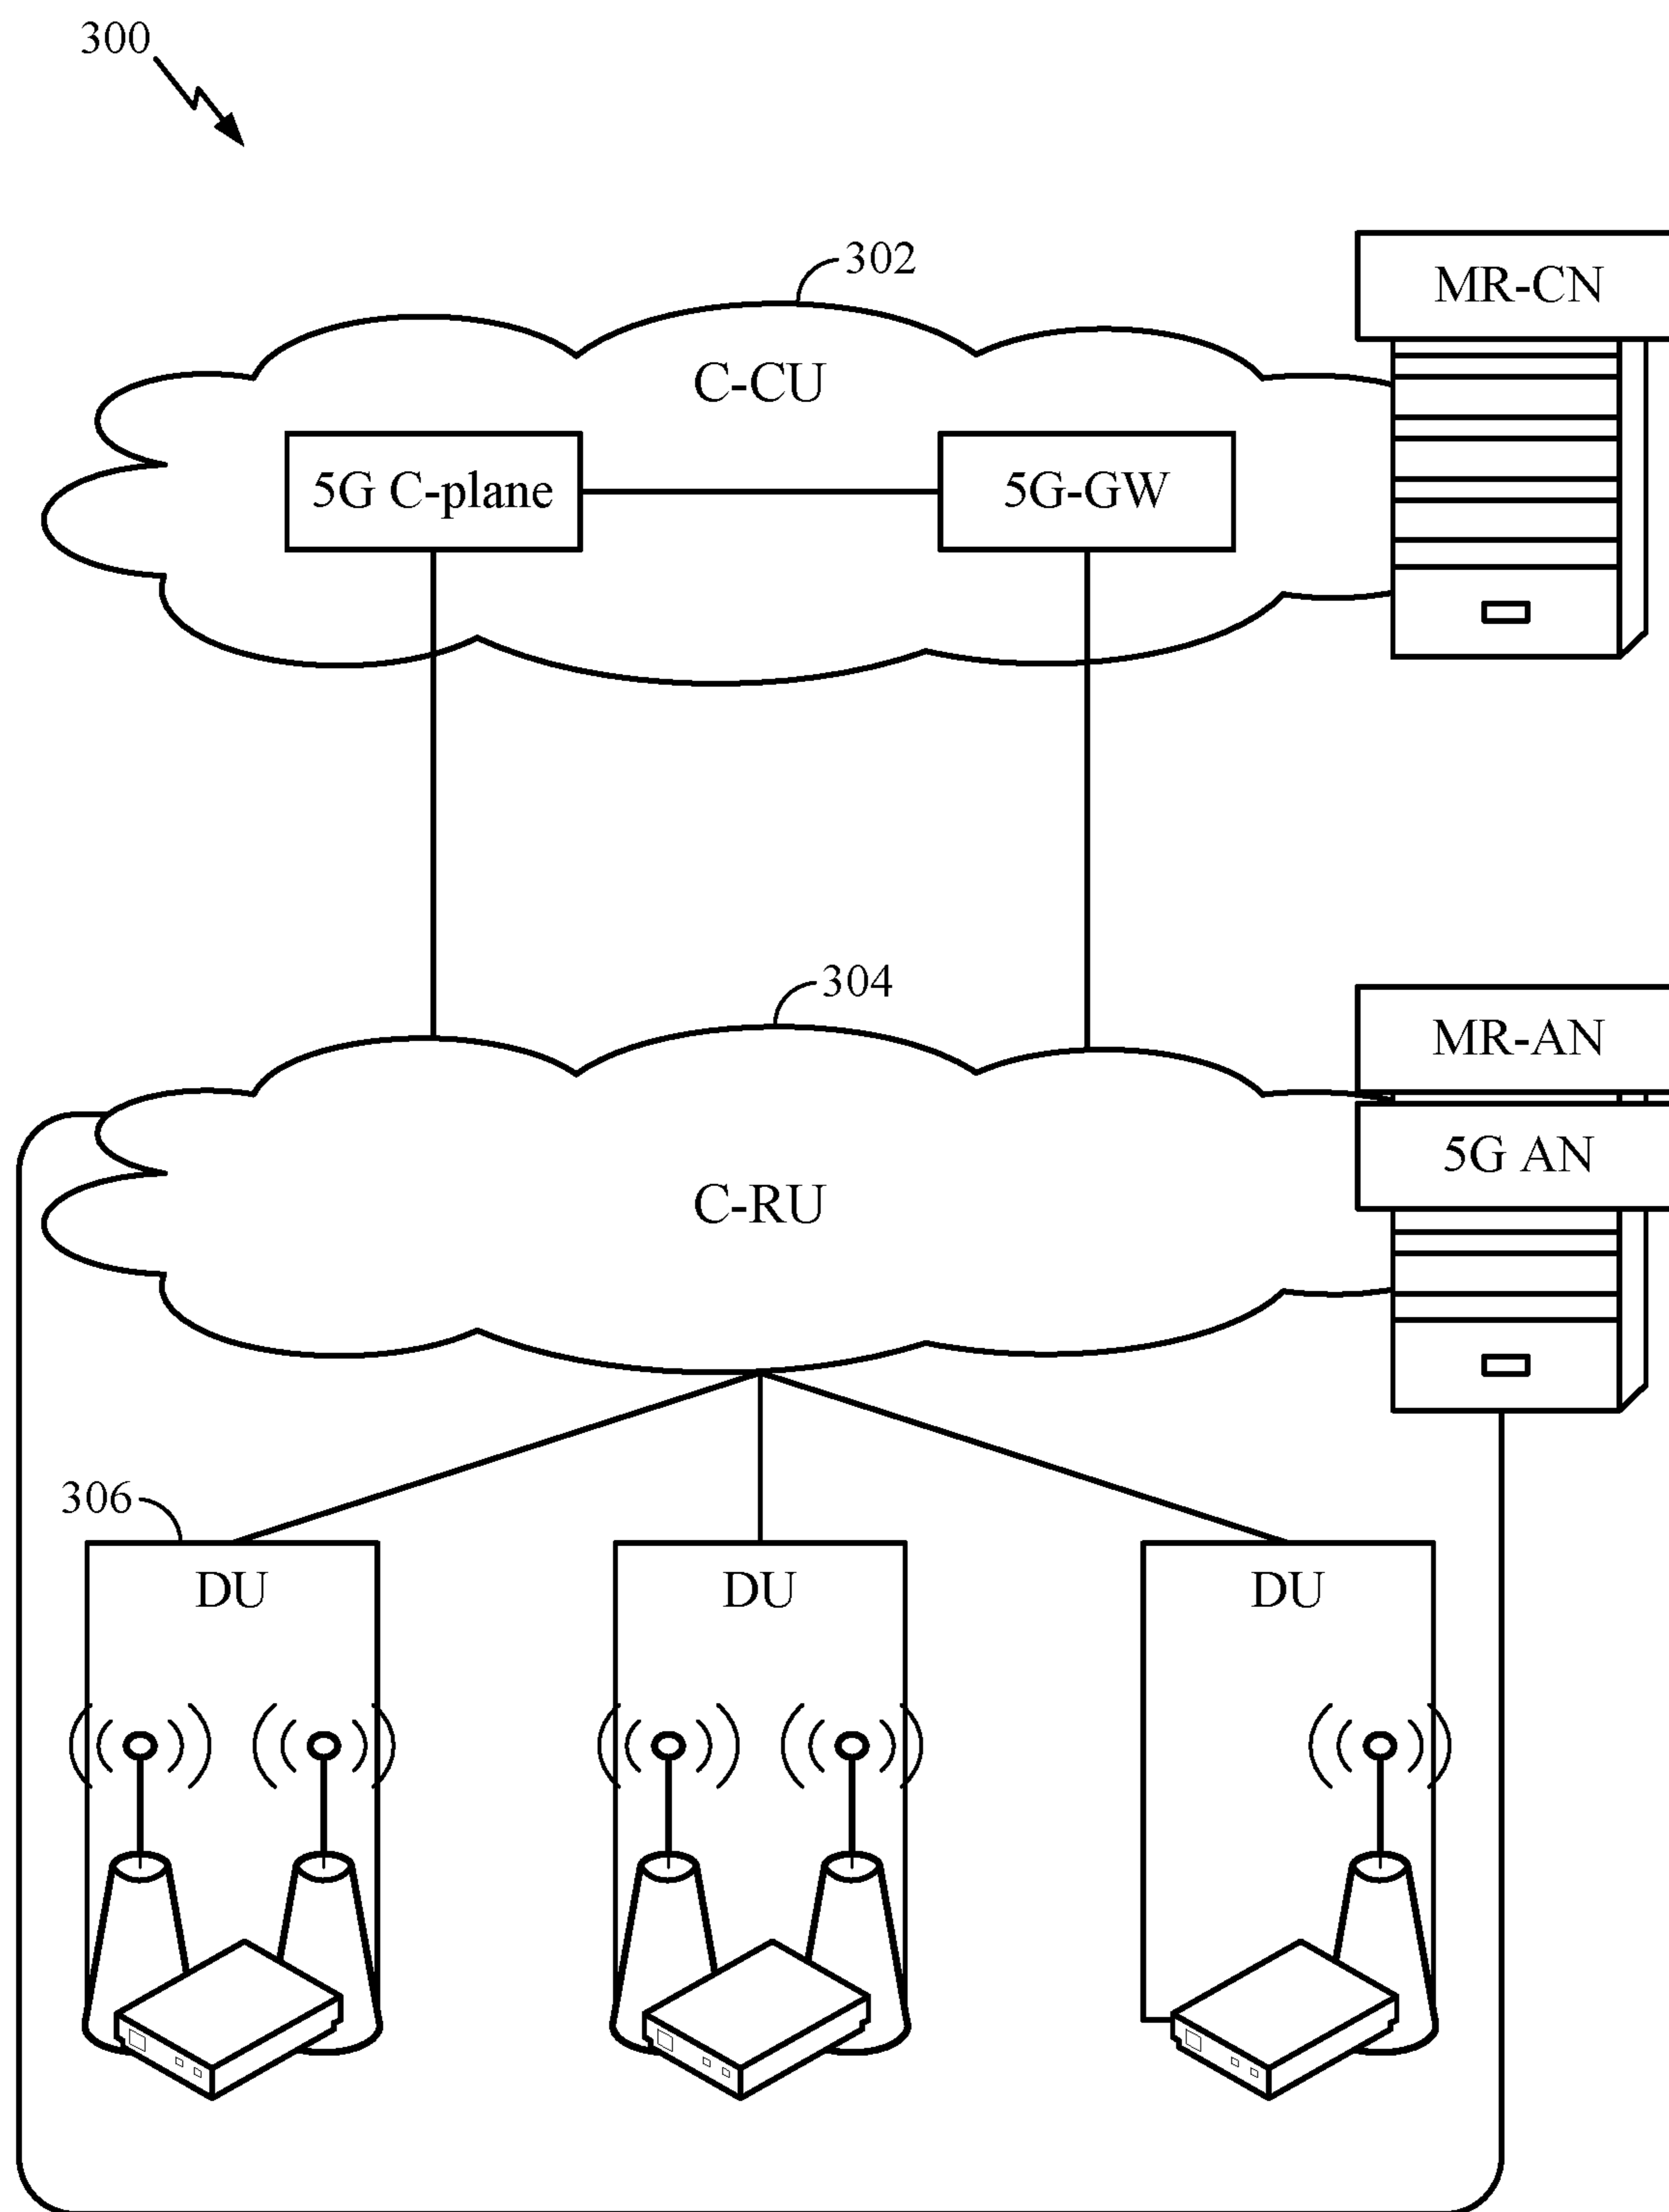 300
302
MR-CN
C-CU
5G C-plane
5G-GW
304
MR-AN
5G AN
C-RU
306
DU
DU
DU